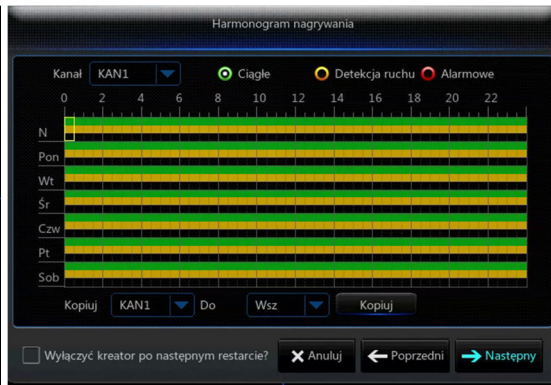 Harmonogram nagrywania
Kanał KAN1 Ciągłe Detekcja ruchu Alarmowe
0 2 4 6 8 10 12 14 16 18 20 22
N
Pon
Wt
Śr
Czw
Pt
Sob
Kopiuj KAN1 Do Wsz Kopiuj
Wyłączyć kreator po następnym restarcie? Anuluj Poprzedni Następny